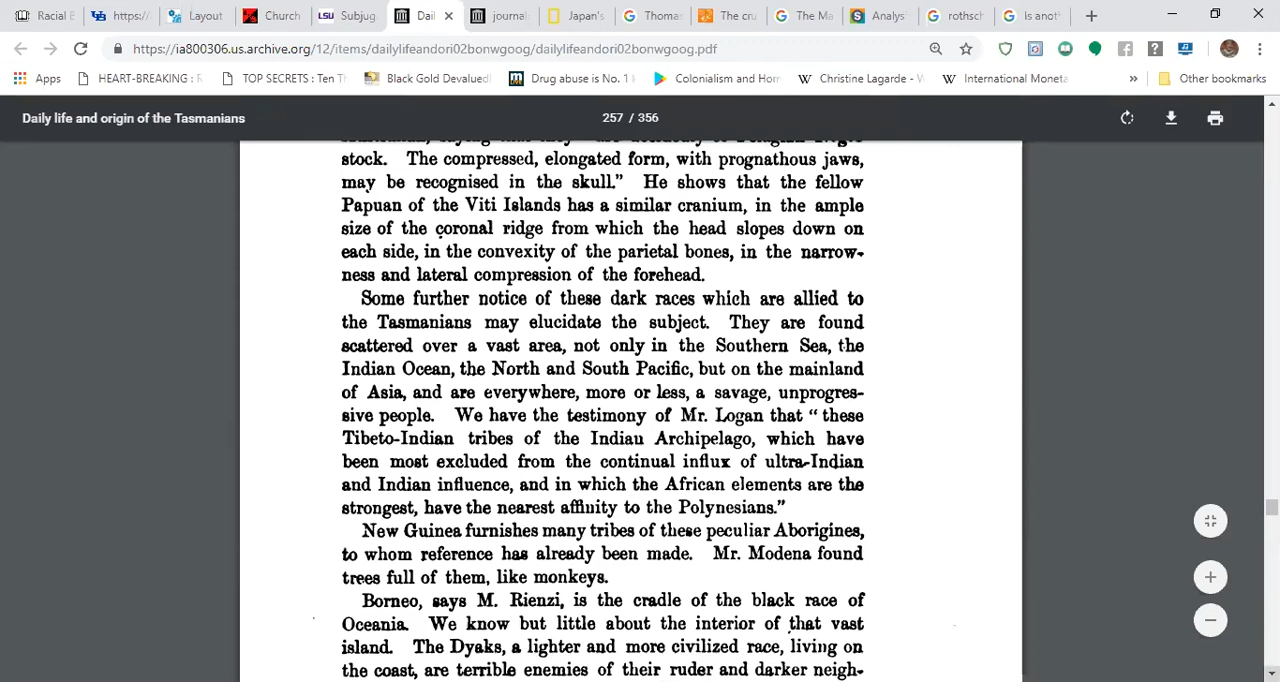 Racial E
https:/
Layout
Church
LSU Subjug
Dail
journal
Japan's
Thomas
The cru
The Ma
Analys
rothsch
Is anot
https://ia800306.us.archive.org/12/items/dailylifeandori02bonwgoog/dailylifeandori02bonwgoog.pdf
Apps
HEART-BREAKING : R
TOP SECRETS : Ten Th
Black Gold Devalued
Drug abuse is No. 1
Colonialism and Hom
Christine Lagarde - W
International Moneta
»
Other bookmarks
Daily life and origin of the Tasmanians
257 / 356
stock. The compressed, elongated form, with prognathous jaws,
may be recognised in the skull." He shows that the fellow
Papuan of the Viti Islands has a similar cranium, in the ample
size of the coronal ridge from which the head slopes down on
each side, in the convexity of the parietal bones, in the narrow-
ness and lateral compression of the forehead.
Some further notice of these dark races which are allied to
the Tasmanians may elucidate the subject. They are found
scattered over a vast area, not only in the Southern Sea, the
Indian Ocean, the North and South Pacific, but on the mainland
of Asia, and are everywhere, more or less, a savage, unprogres-
sive people. We have the testimony of Mr. Logan that " these
Tibeto-Indian tribes of the Indian Archipelago, which have
been most excluded from the continual influx of ultra-Indian
and Indian influence, and in which the African elements are the
strongest, have the nearest affinity to the Polynesians."
New Guinea furnishes many tribes of these peculiar Aborigines,
to whom reference has already been made. Mr. Modena found
trees full of them, like monkeys.
Borneo, says M. Rienzi, is the cradle of the black race of
Oceania. We know but little about the interior of that vast
island. The Dyaks, a lighter and more civilized race, living on
the coast, are terrible enemies of their ruder and darker neigh-